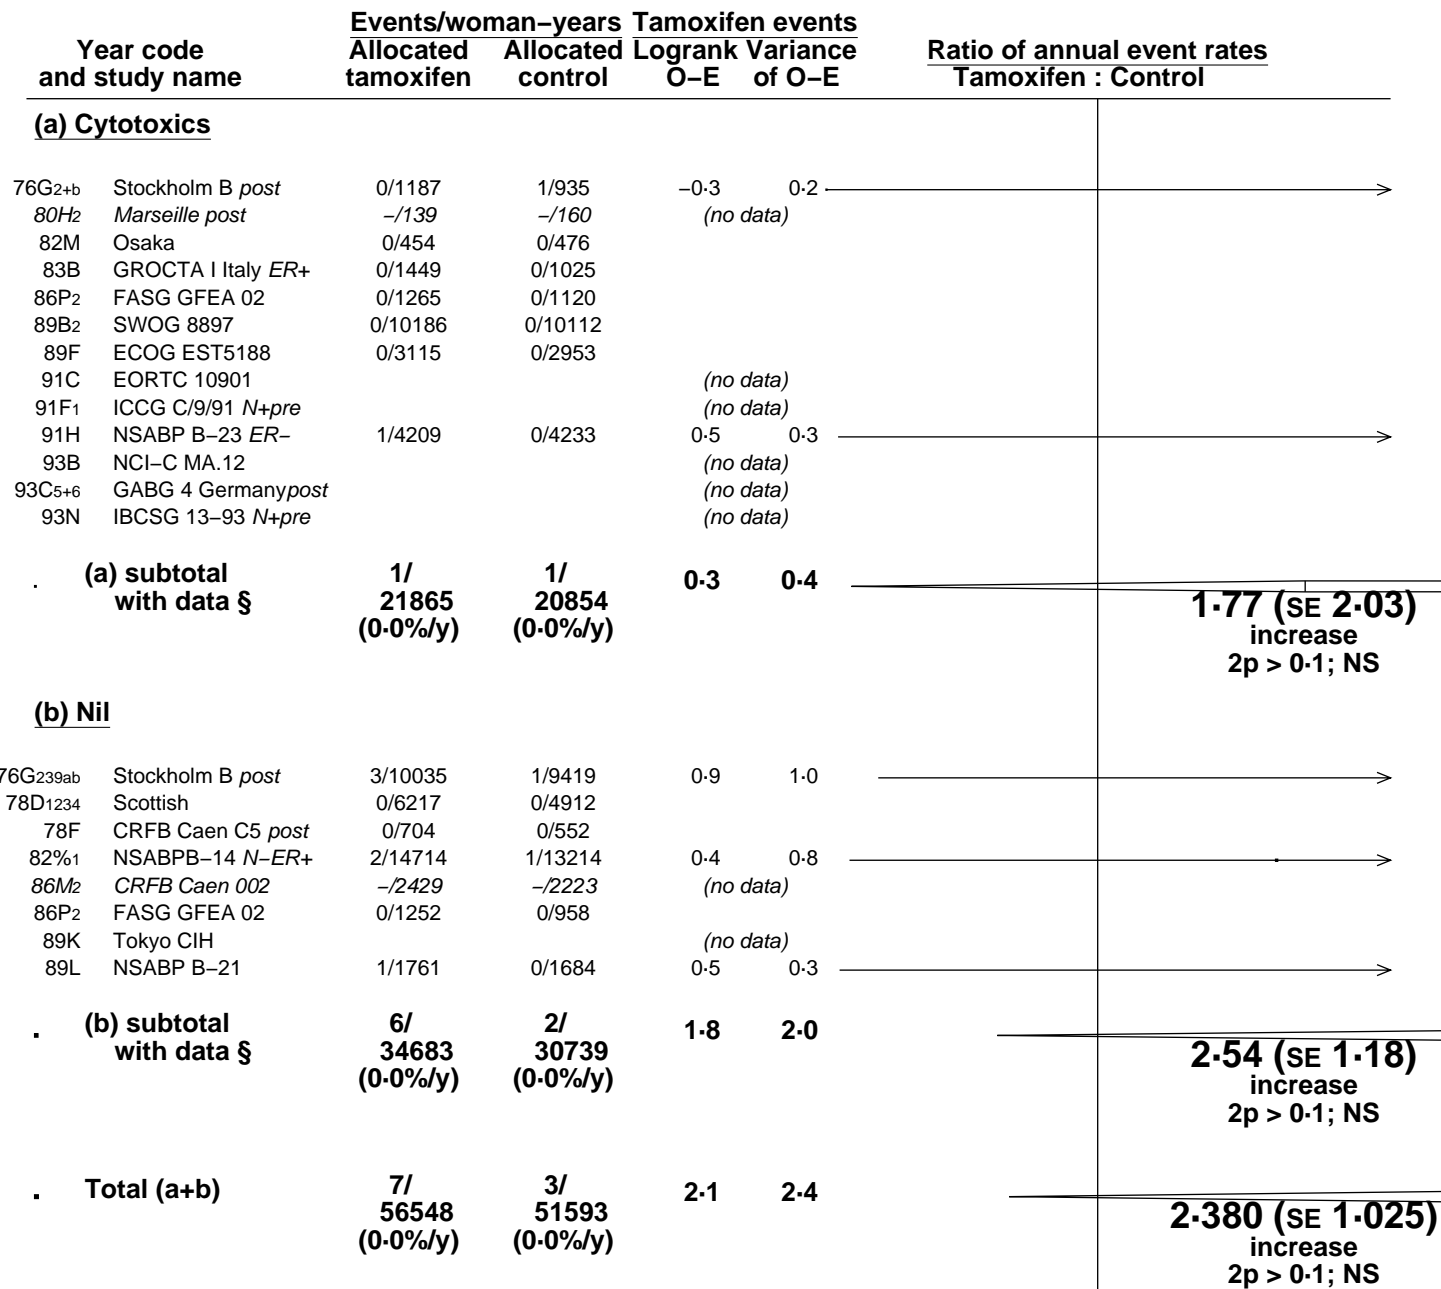 Events/woman–years Tamoxifen events
Year code Allocated Allocated Logrank Variance Ratio of annual event rates
and study name tamoxifen control O–E of O–E Tamoxifen : Control
(a) Cytotoxics
76G2+b Stockholm B post 0/1187 1/935 –0·3 0·2
80H2 Marseille post –/139 –/160 (no data)
82M Osaka 0/454 0/476
83B GROCTA I Italy ER+ 0/1449 0/1025
86P2 FASG GFEA 02 0/1265 0/1120
89B2 SWOG 8897 0/10186 0/10112
89F ECOG EST5188 0/3115 0/2953
91C EORTC 10901 (no data)
91F1 ICCG C/9/91 N+pre (no data)
91H NSABP B–23 ER– 1/4209 0/4233 0·5 0·3
93B NCI–C MA.12 (no data)
93C5+6 GABG 4 Germanypost (no data)
93N IBCSG 13–93 N+pre (no data)
(a) subtotal 1/ 1/ 0·3 0·4
with data § 21865 20854 1·77 (SE 2·03)
(0·0%/y) (0·0%/y) increase
2p > 0·1; NS
(b) Nil
76G239ab Stockholm B post 3/10035 1/9419 0·9 1·0
78D1234 Scottish 0/6217 0/4912
78F CRFB Caen C5 post 0/704 0/552
82%1 NSABPB–14 N–ER+ 2/14714 1/13214 0·4 0·8
86M2 CRFB Caen 002 –/2429 –/2223 (no data)
86P2 FASG GFEA 02 0/1252 0/958
89K Tokyo CIH (no data)
89L NSABP B–21 1/1761 0/1684 0·5 0·3
(b) subtotal 6/ 2/ 1·8 2·0
with data § 34683 30739 2·54 (SE 1·18)
(0·0%/y) (0·0%/y) increase
2p > 0·1; NS
Total (a+b) 7/ 3/ 2·1 2·4
56548 51593 2·380 (SE 1·025)
(0·0%/y) (0·0%/y) increase
2p > 0·1; NS